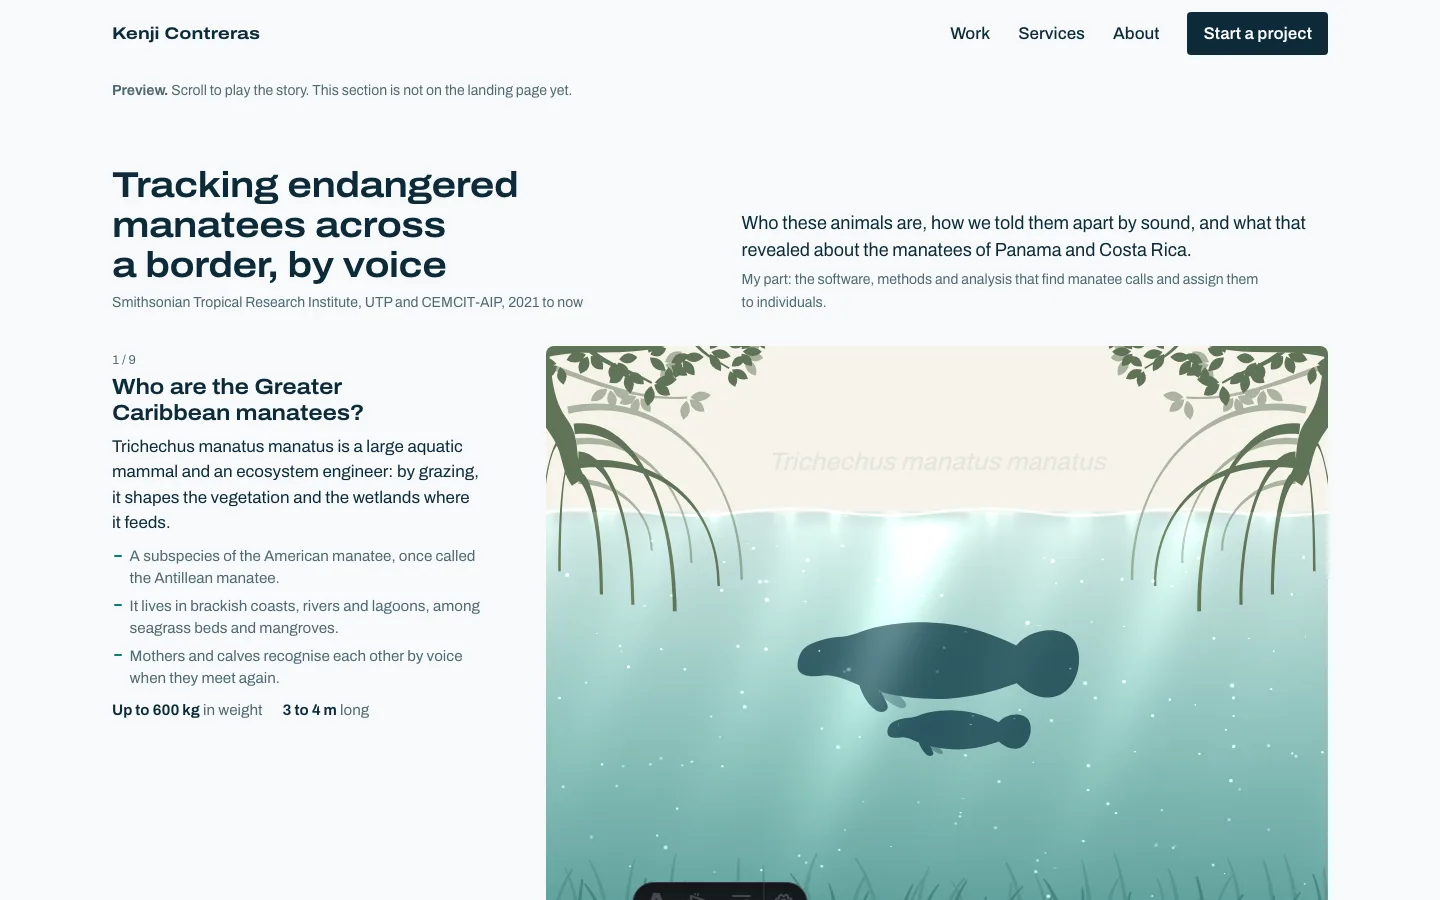 Kenji Contreras
Work
Services
About
Start a project
Preview. Scroll to play the story. This section is not on the landing page yet.
Tracking endangered
manatees across
a border, by voice
Smithsonian Tropical Research Institute, UTP and CEMCIT-AIP, 2021 to now
Who these animals are, how we told them apart by sound, and what that
revealed about the manatees of Panama and Costa Rica.
My part: the software, methods and analysis that find manatee calls and assign them
to individuals.
1 / 9
Who are the Greater
Caribbean manatees?
Trichechus manatus manatus is a large aquatic
mammal and an ecosystem engineer: by grazing,
it shapes the vegetation and the wetlands where
it feeds.
A subspecies of the American manatee, once called
the Antillean manatee.
It lives in brackish coasts, rivers and lagoons, among
seagrass beds and mangroves.
Mothers and calves recognise each other by voice
when they meet again.
Up to 600 kg in weight
3 to 4 m long
Trichechus manatus manatus